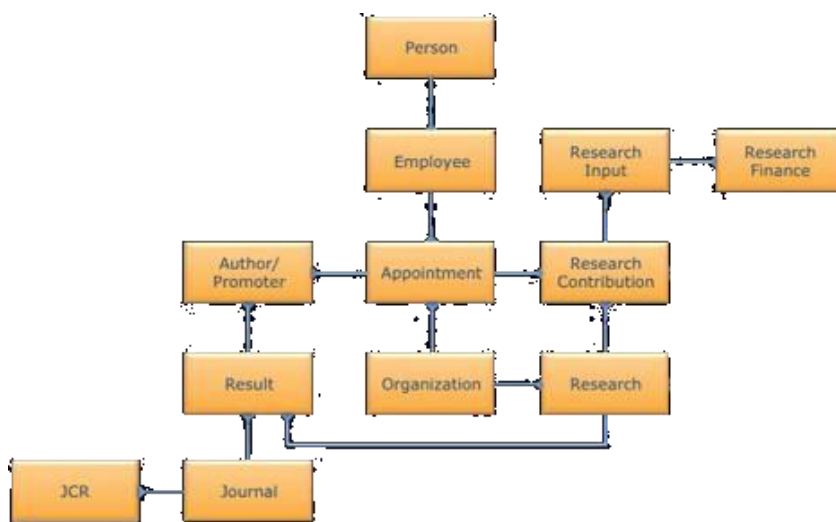 Person
Employee
Research
Input
Research
Finance
Author/
Promoter
Appointment
Research
Contribution
Result
Organization
Research
JCR
Journal